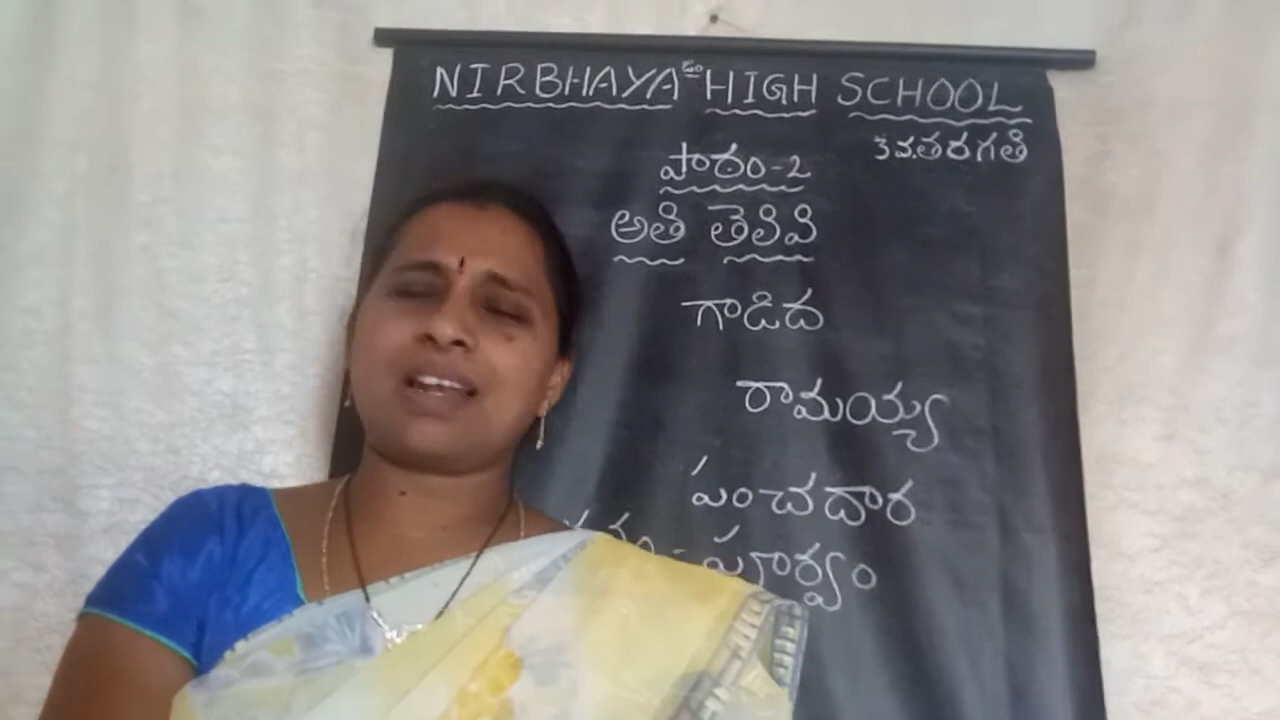 NIRBHAYA HIGH SCHOOL
3వ.తరగతి
పాఠం-2
అతి తెలివి
గాడిద
రామయ్య
పంచదార
పూర్వం